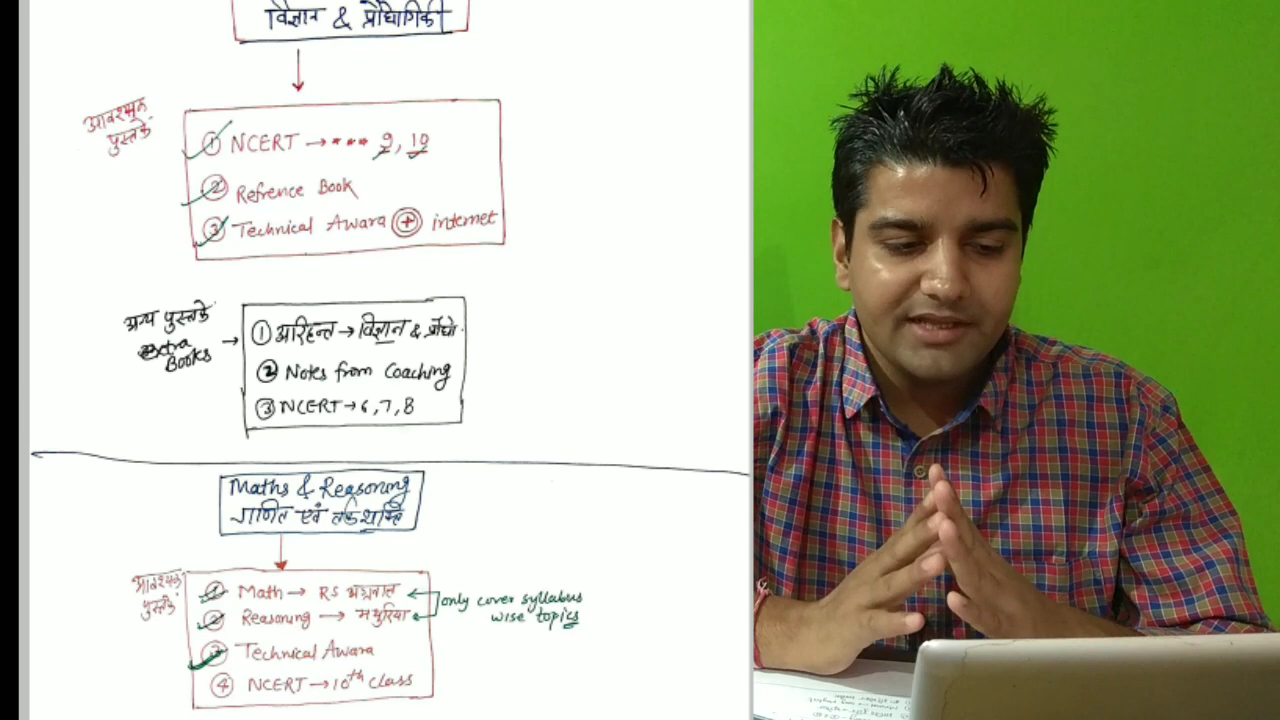 विज्ञान & प्रौद्योगिकी
आवश्यक
पुस्तकें
① NCERT → 9, 10
② Refrence Book
③ Technical Awara + internet
अन्य पुस्तकें
extra
Books
→
① अरिहन्त → विज्ञान & प्रौद्यो.
② Notes from Coaching
③ NCERT → 6, 7, 8
Maths & Reasoning
गणित एवं तर्कशक्ति
आवश्यक
पुस्तकें
① Math → RS अग्रवाल
② Reasoning → मथुरिया
only cover syllabus
wise topics
③ Technical Awara
④ NCERT → 10th class